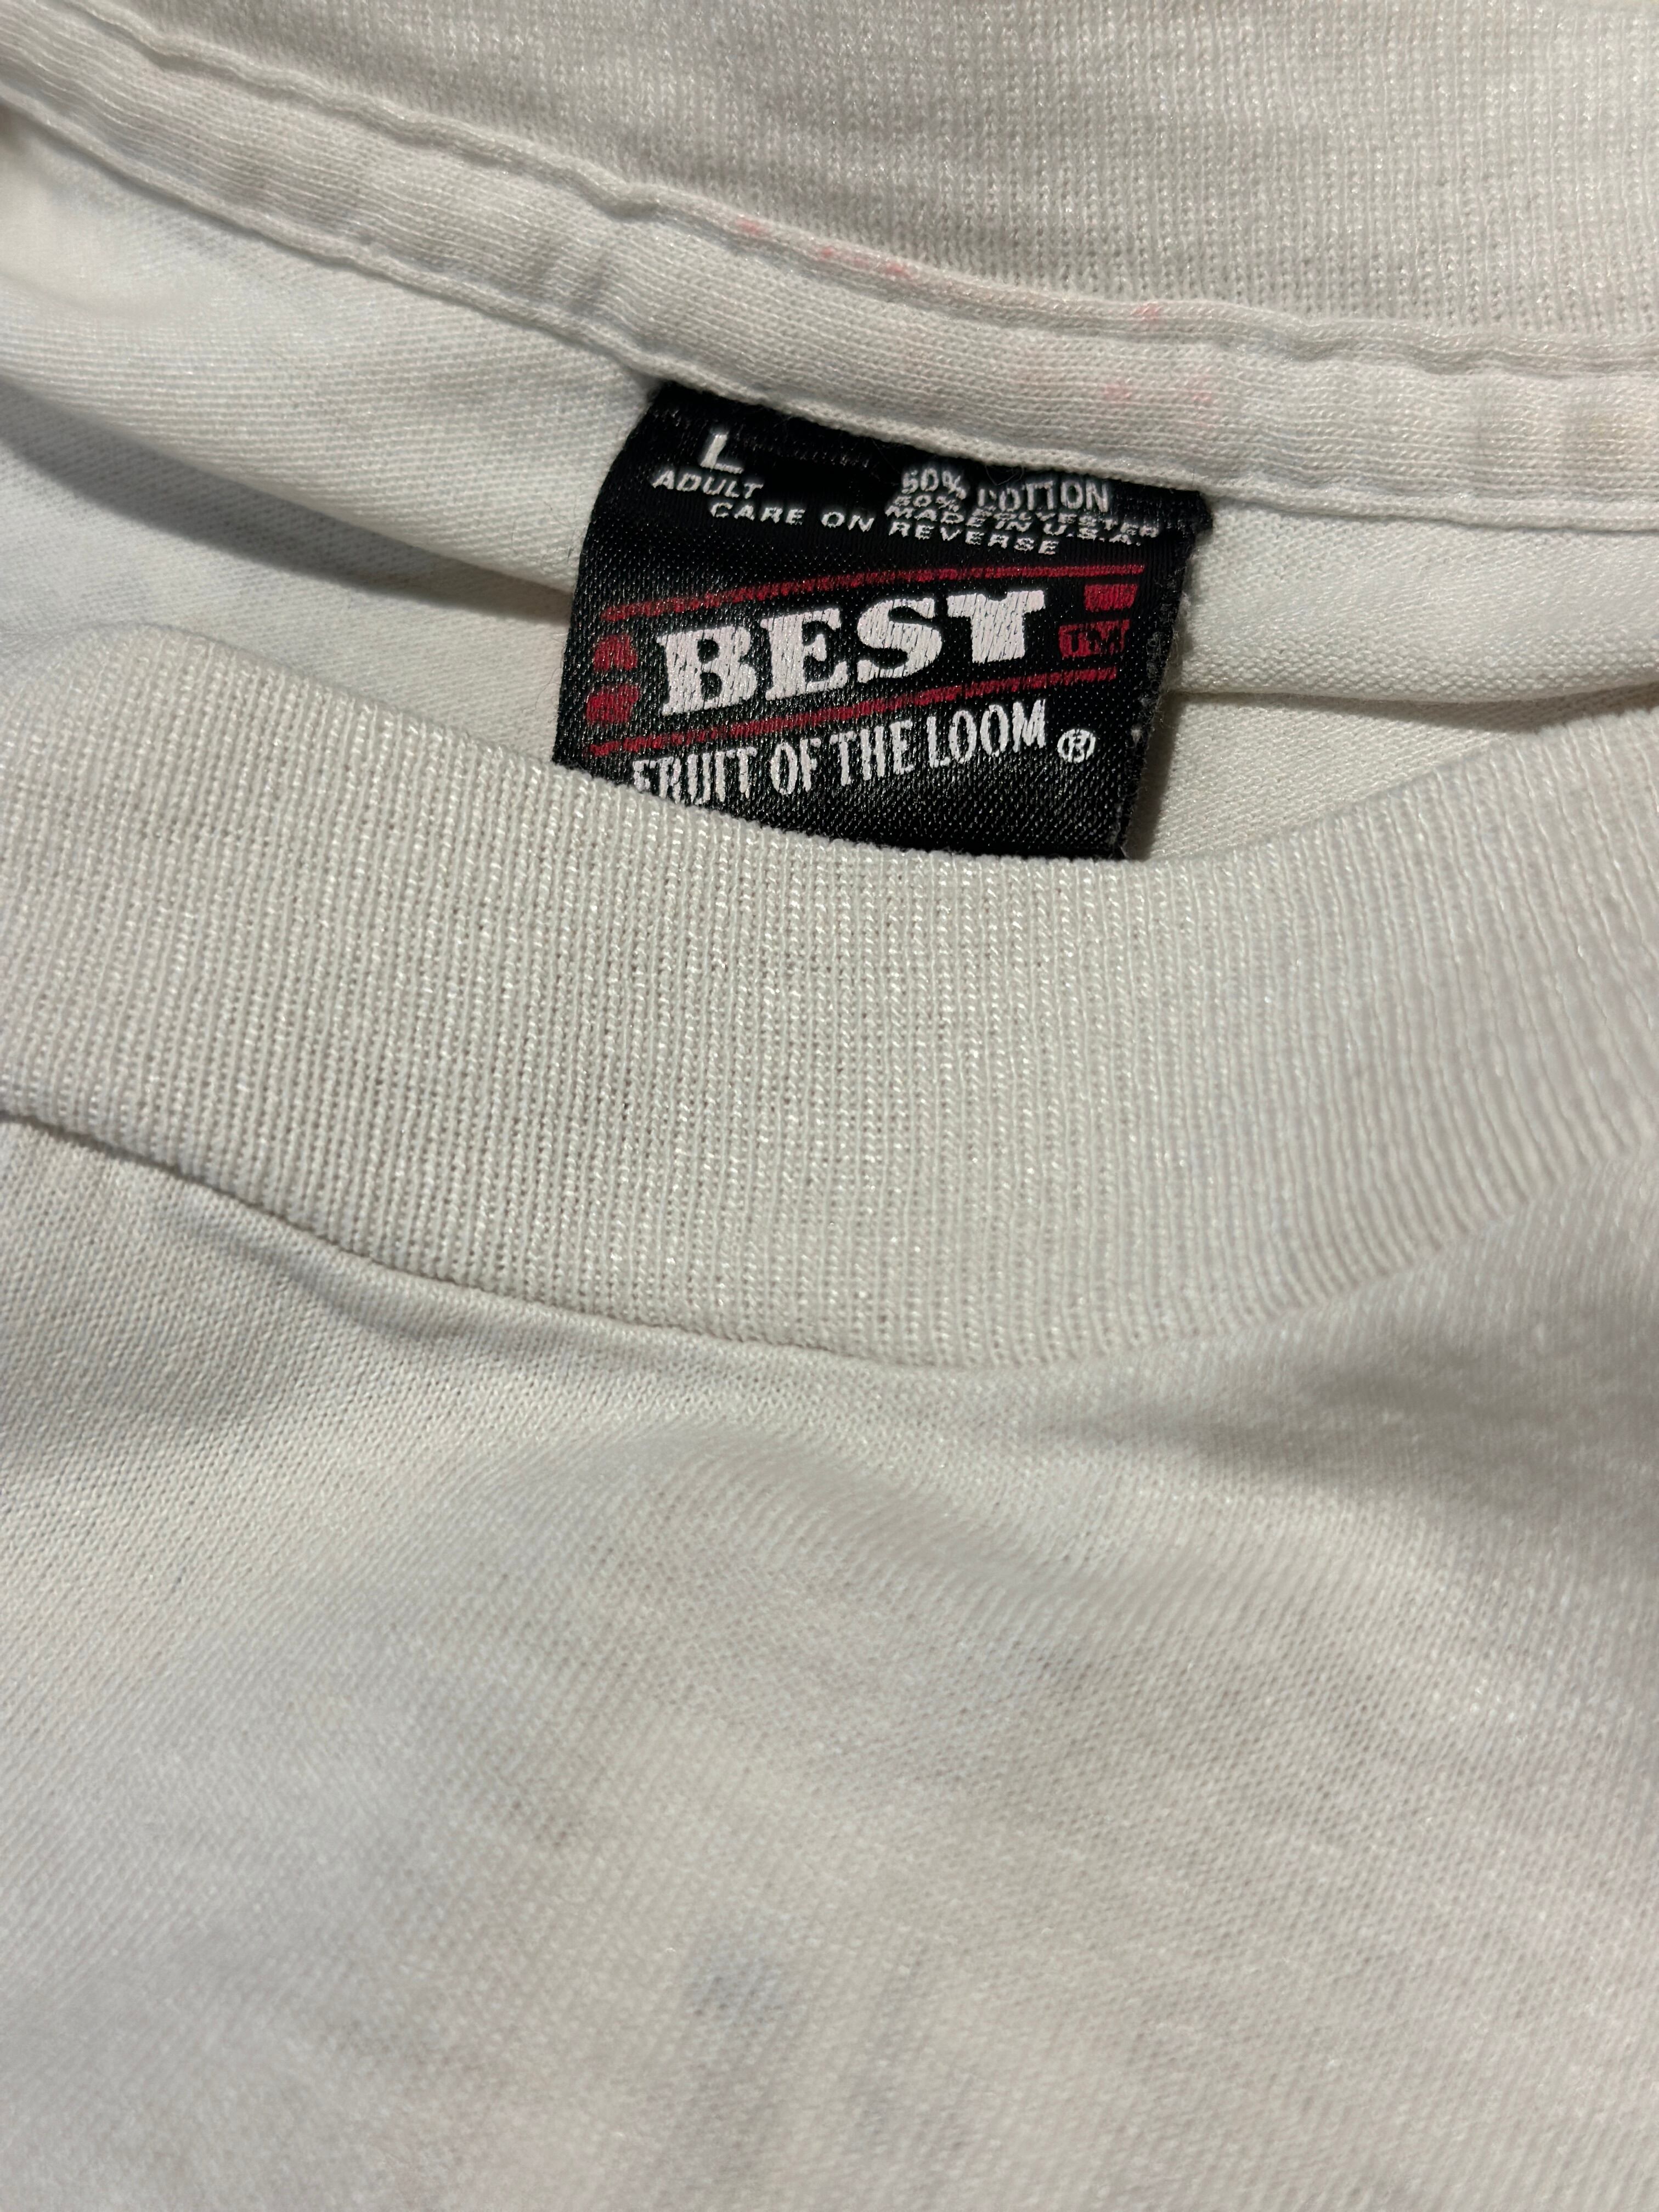 L
ADULT
50% COTTON
50% POLYESTER
MADE IN U.S.A.
CARE ON REVERSE
BEST TM
FRUIT OF THE LOOM ®